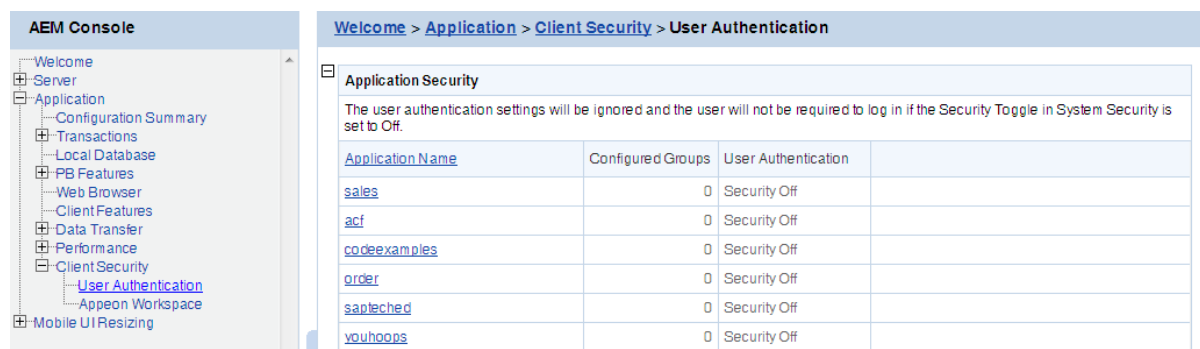 AEM Console
Welcome
Server
Application
Configuration Summary
Transactions
Local Database
PB Features
Web Browser
Client Features
Data Transfer
Performance
Client Security
User Authentication
Appeon Workspace
Mobile UI Resizing
Welcome > Application > Client Security > User Authentication
Application Security
The user authentication settings will be ignored and the user will not be required to log in if the Security Toggle in System Security is
set to Off.
Application Name Configured Groups User Authentication
sales 0 Security Off
acf 0 Security Off
codeexamples 0 Security Off
order 0 Security Off
sapteched 0 Security Off
youhoops 0 Security Off